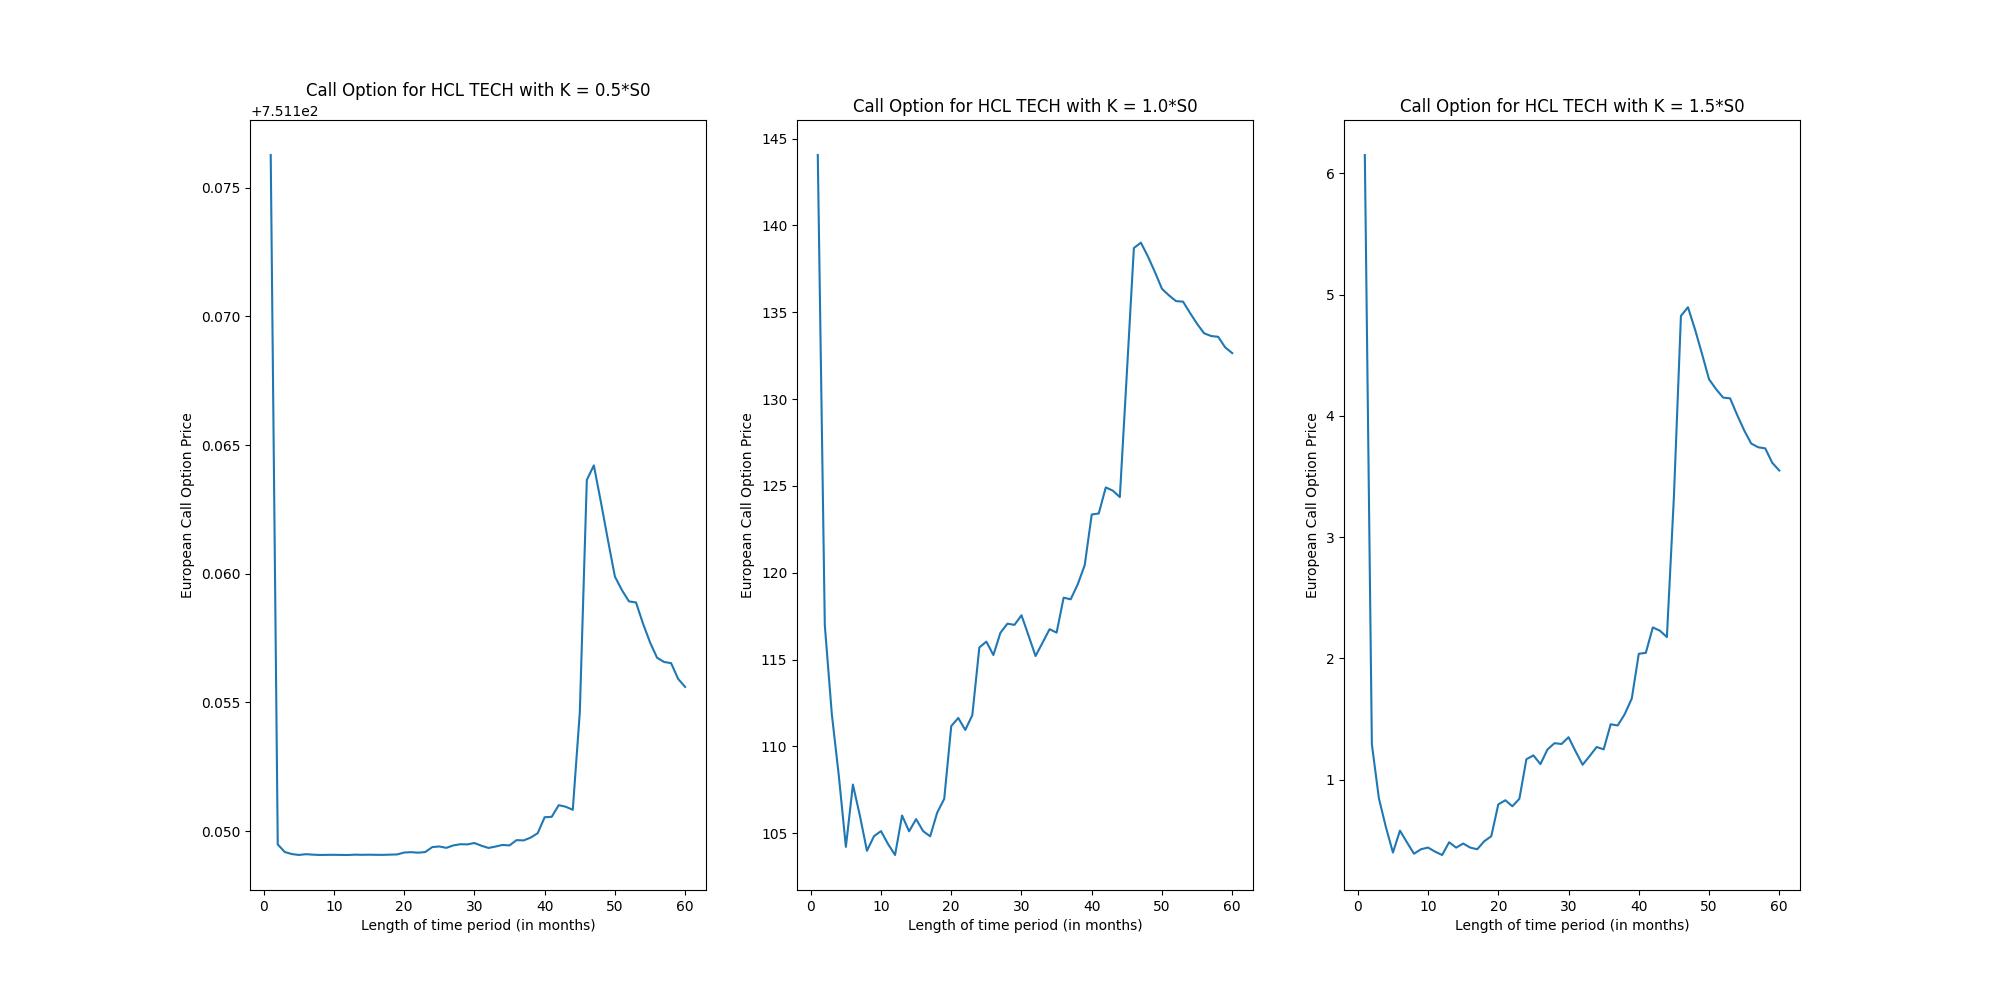 Call Option for HCL TECH with K = 0.5*S0
+7.511e2
0.075
0.070
0.065
0.060
0.055
0.050
European Call Option Price
0 10 20 30 40 50 60
Length of time period (in months)
Call Option for HCL TECH with K = 1.0*S0
145
140
135
130
125
120
115
110
105
European Call Option Price
0 10 20 30 40 50 60
Length of time period (in months)
Call Option for HCL TECH with K = 1.5*S0
6
5
4
3
2
1
European Call Option Price
0 10 20 30 40 50 60
Length of time period (in months)